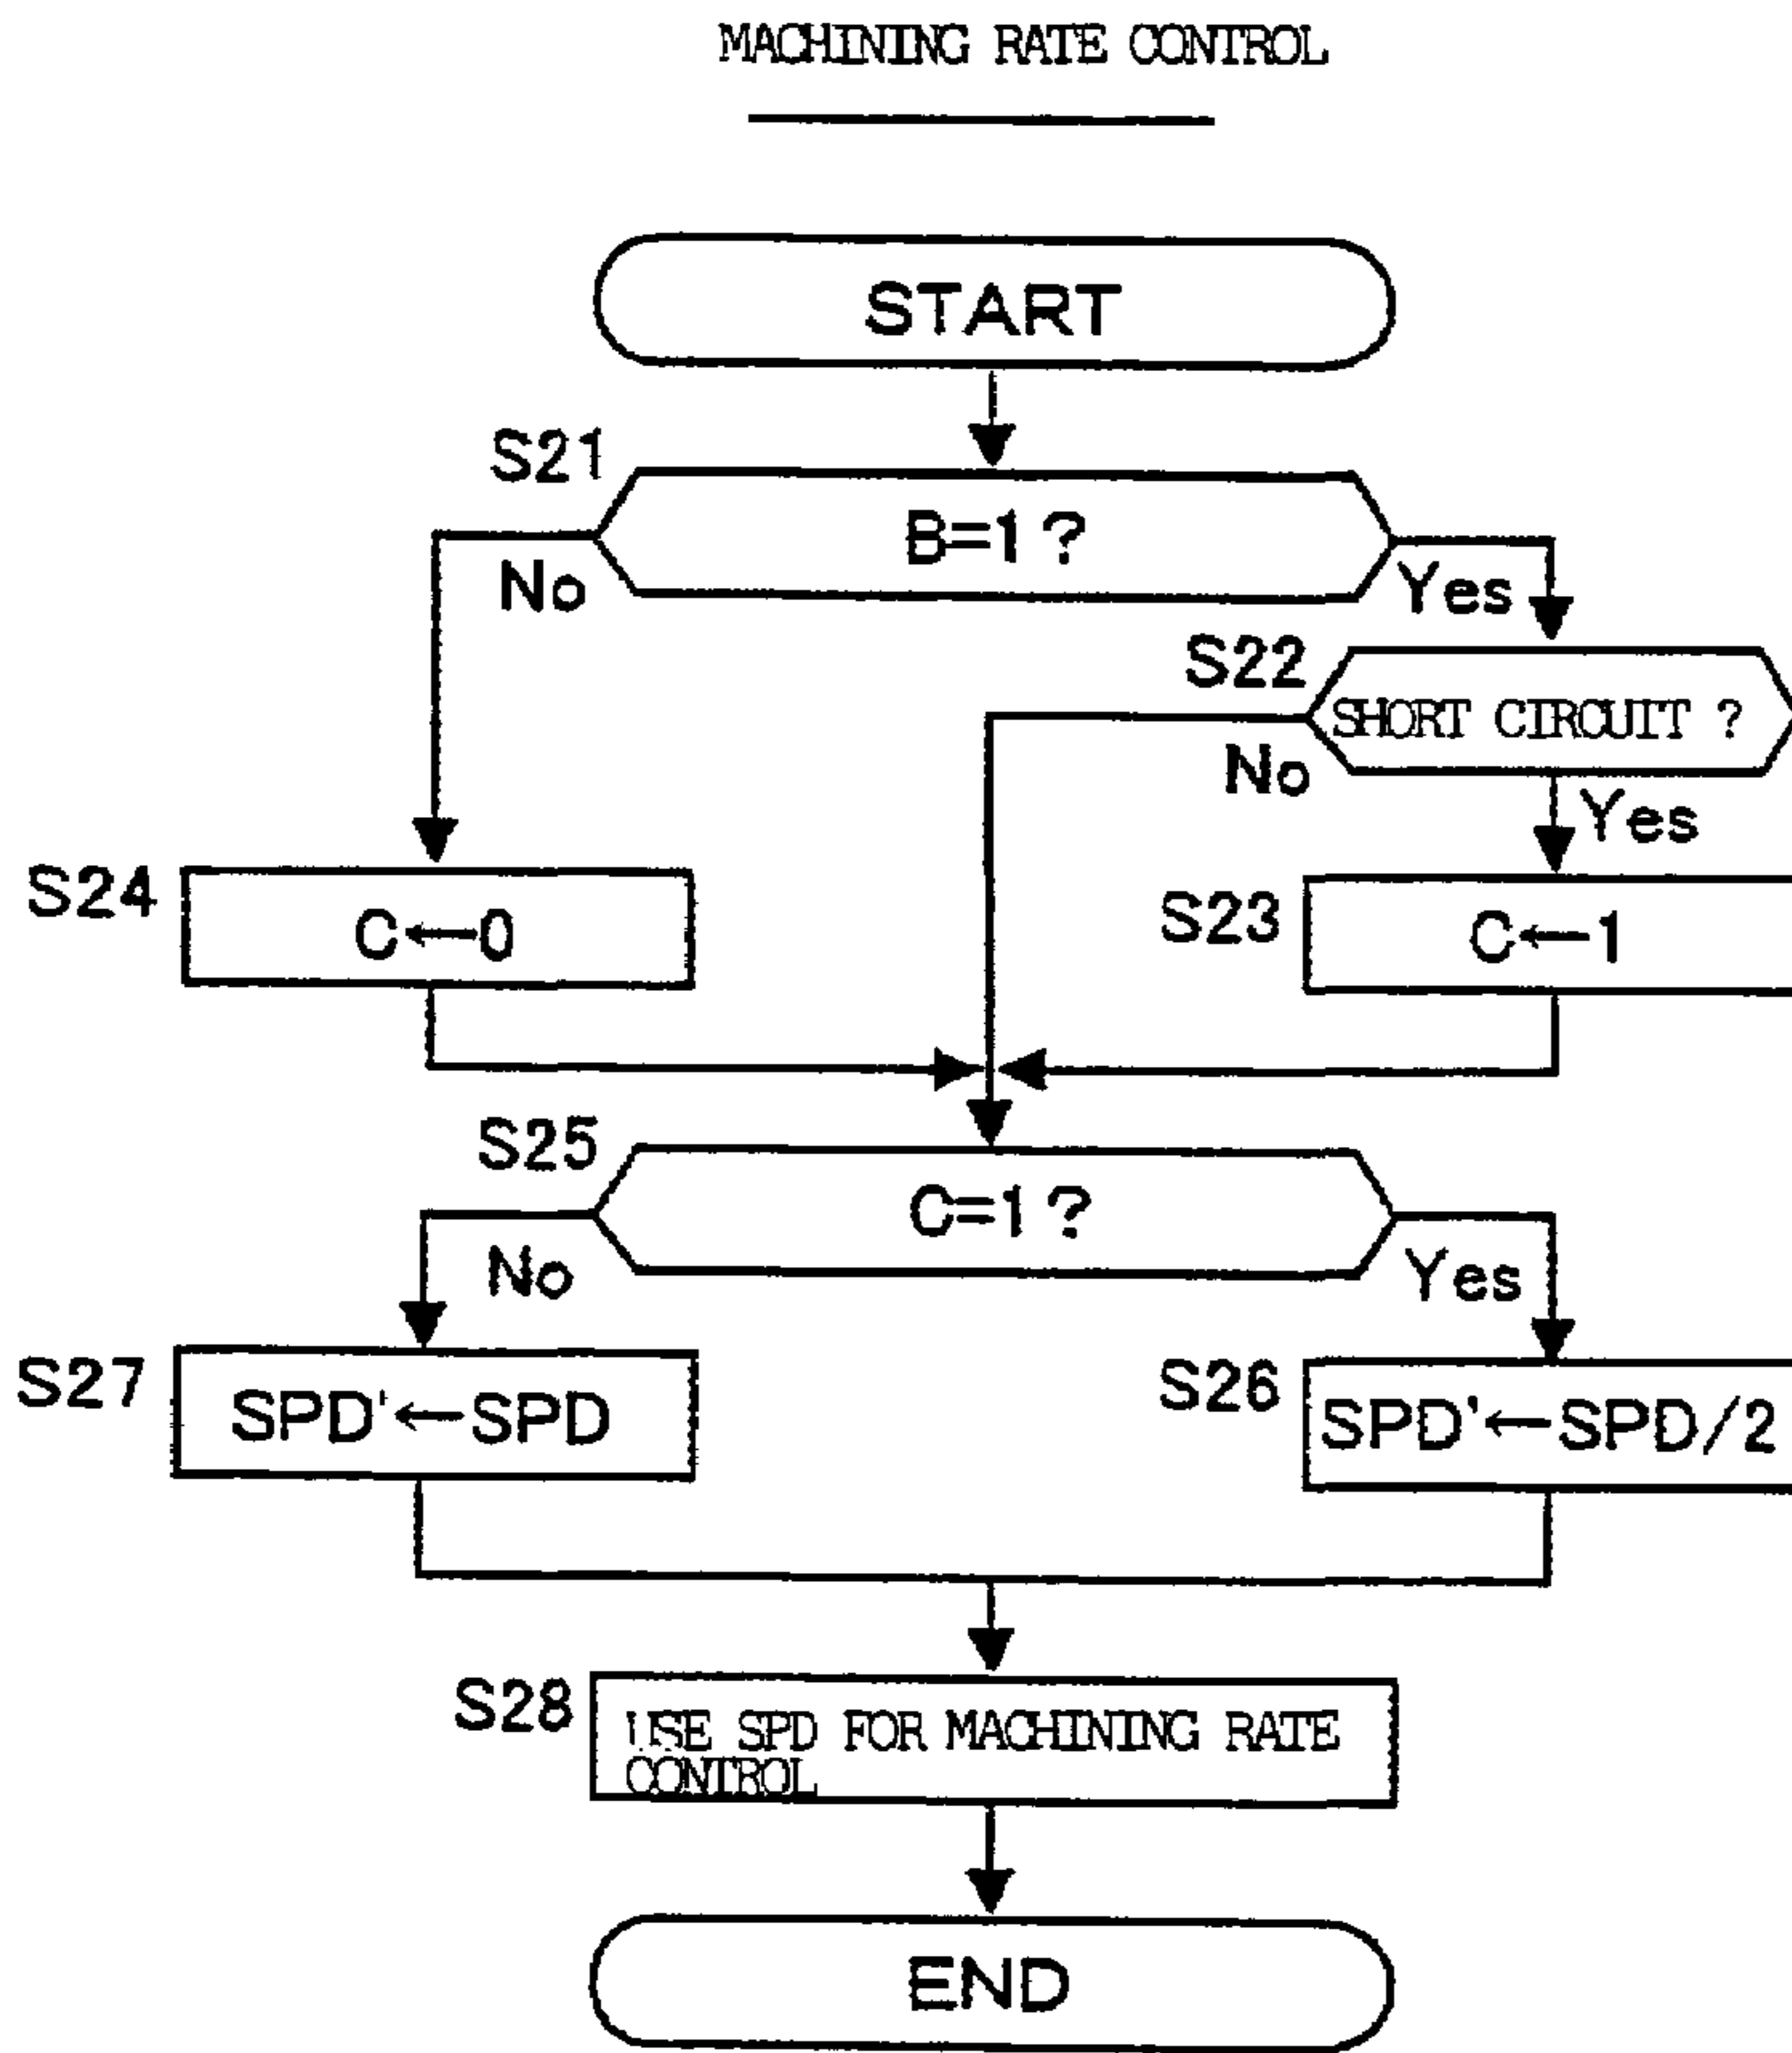 MACHINING RATE CONTROL
START
S21
B=1?
No
Yes
S22
SHORT CIRCUIT ?
No
Yes
S24
C←0
S23
C←1
S25
C=1?
No
Yes
S27
SPD'←SPD
S26
SPD'←SPD/2
S28
USE SPD FOR MACHINING RATE
CONTROL
END